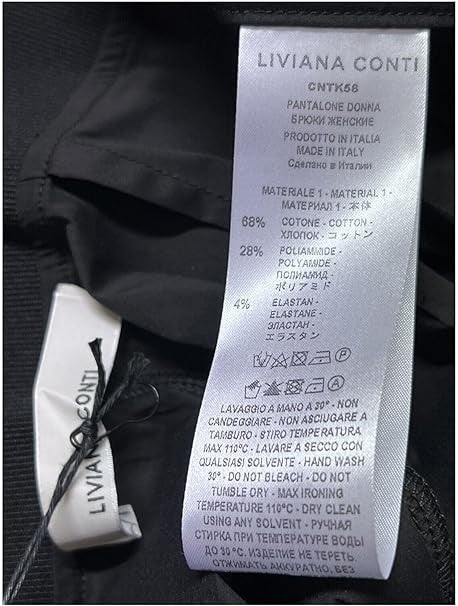 LIVIANA CONTI
CNTK58
PANTALONE DONNA
БРЮКИ ЖЕНСКИЕ
PRODOTTO IN ITALIA
MADE IN ITALY
Сделано в Италии
MATERIALE 1 - MATERIAL 1 -
МАТЕРИАЛ 1 - 本体
68% COTONE - COTTON -
ХЛОПОК - コットン
28% POLIAMMIDE -
POLYAMIDE -
ПОЛИАМИД -
ポリアミド
4% ELASTAN -
ELASTANE -
ЭЛАСТАН -
エラスタン
LAVAGGIO A MANO A 30° - NON
CANDEGGIARE - NON ASCIUGARE A
TAMBURO - STIRO TEMPERATURA
MAX 110°C - LAVARE A SECCO CON
QUALSIASI SOLVENTE - HAND WASH
30° - DO NOT BLEACH - DO NOT
TUMBLE DRY - MAX IRONING
TEMPERATURE 110°C - DRY CLEAN
USING ANY SOLVENT - РУЧНАЯ
СТИРКА ПРИ ТЕМПЕРАТУРЕ ВОДЫ
ДО 30°C. ИЗДЕЛИЕ НЕ ТЕРЕТЬ.
ОТЖИМАТЬ АККУРАТНО, БЕЗ
LIVIANA CONTI